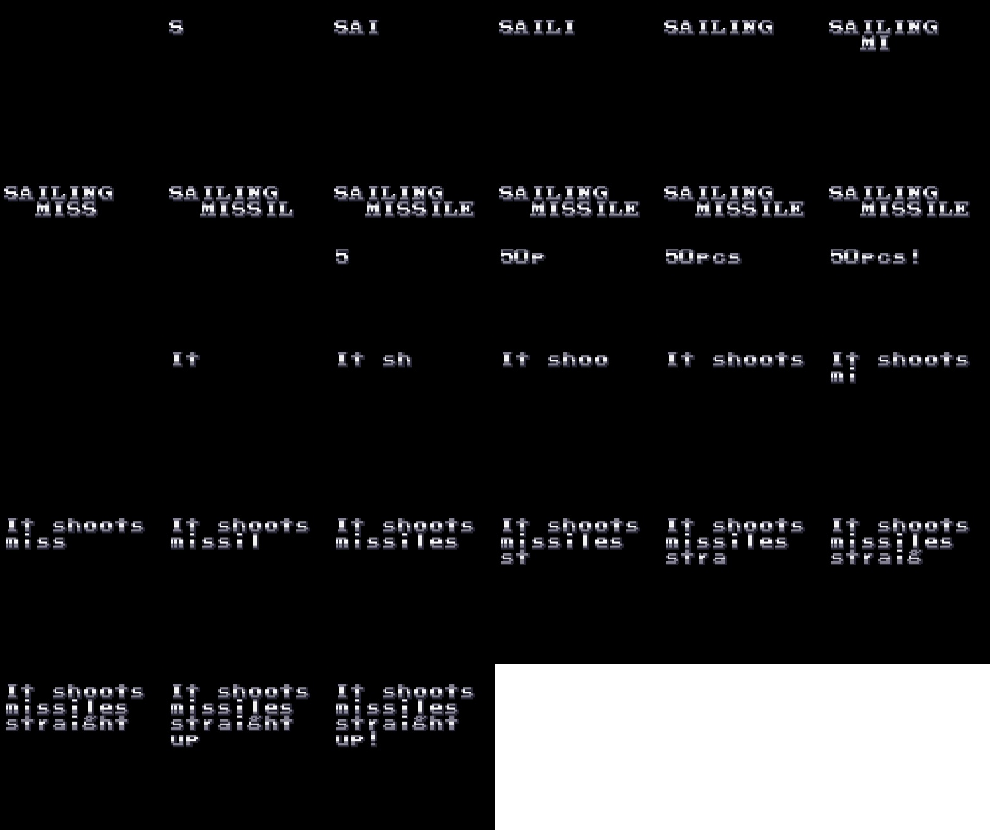 S SAI SAILI SAILING SAILING
MI
SAILING SAILING SAILING SAILING SAILING SAILING
MISS MISSIL MISSILE MISSILE MISSILE MISSILE
5 50p 50pcs 50pcs!
It It sh It shoo It shoots It shoots
mi
It shoots It shoots It shoots It shoots It shoots It shoots
miss missil missiles missiles missiles missiles
st stra straig
It shoots It shoots It shoots
missiles missiles missiles
straight straight straight
up up!